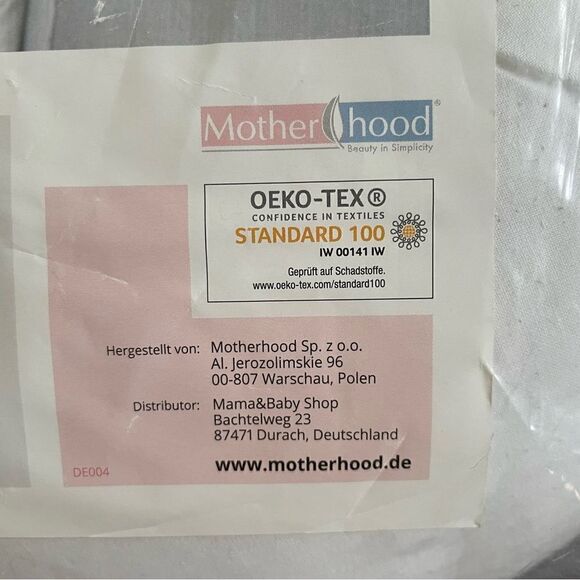 Motherhood®
Beauty in Simplicity
OEKO-TEX®
CONFIDENCE IN TEXTILES
STANDARD 100
IW 00141 IW
Geprüft auf Schadstoffe.
www.oeko-tex.com/standard100
Hergestellt von: Motherhood Sp. z o.o.
Al. Jerozolimskie 96
00-807 Warschau, Polen
Distributor: Mama&Baby Shop
Bachtelweg 23
87471 Durach, Deutschland
www.motherhood.de
DE004